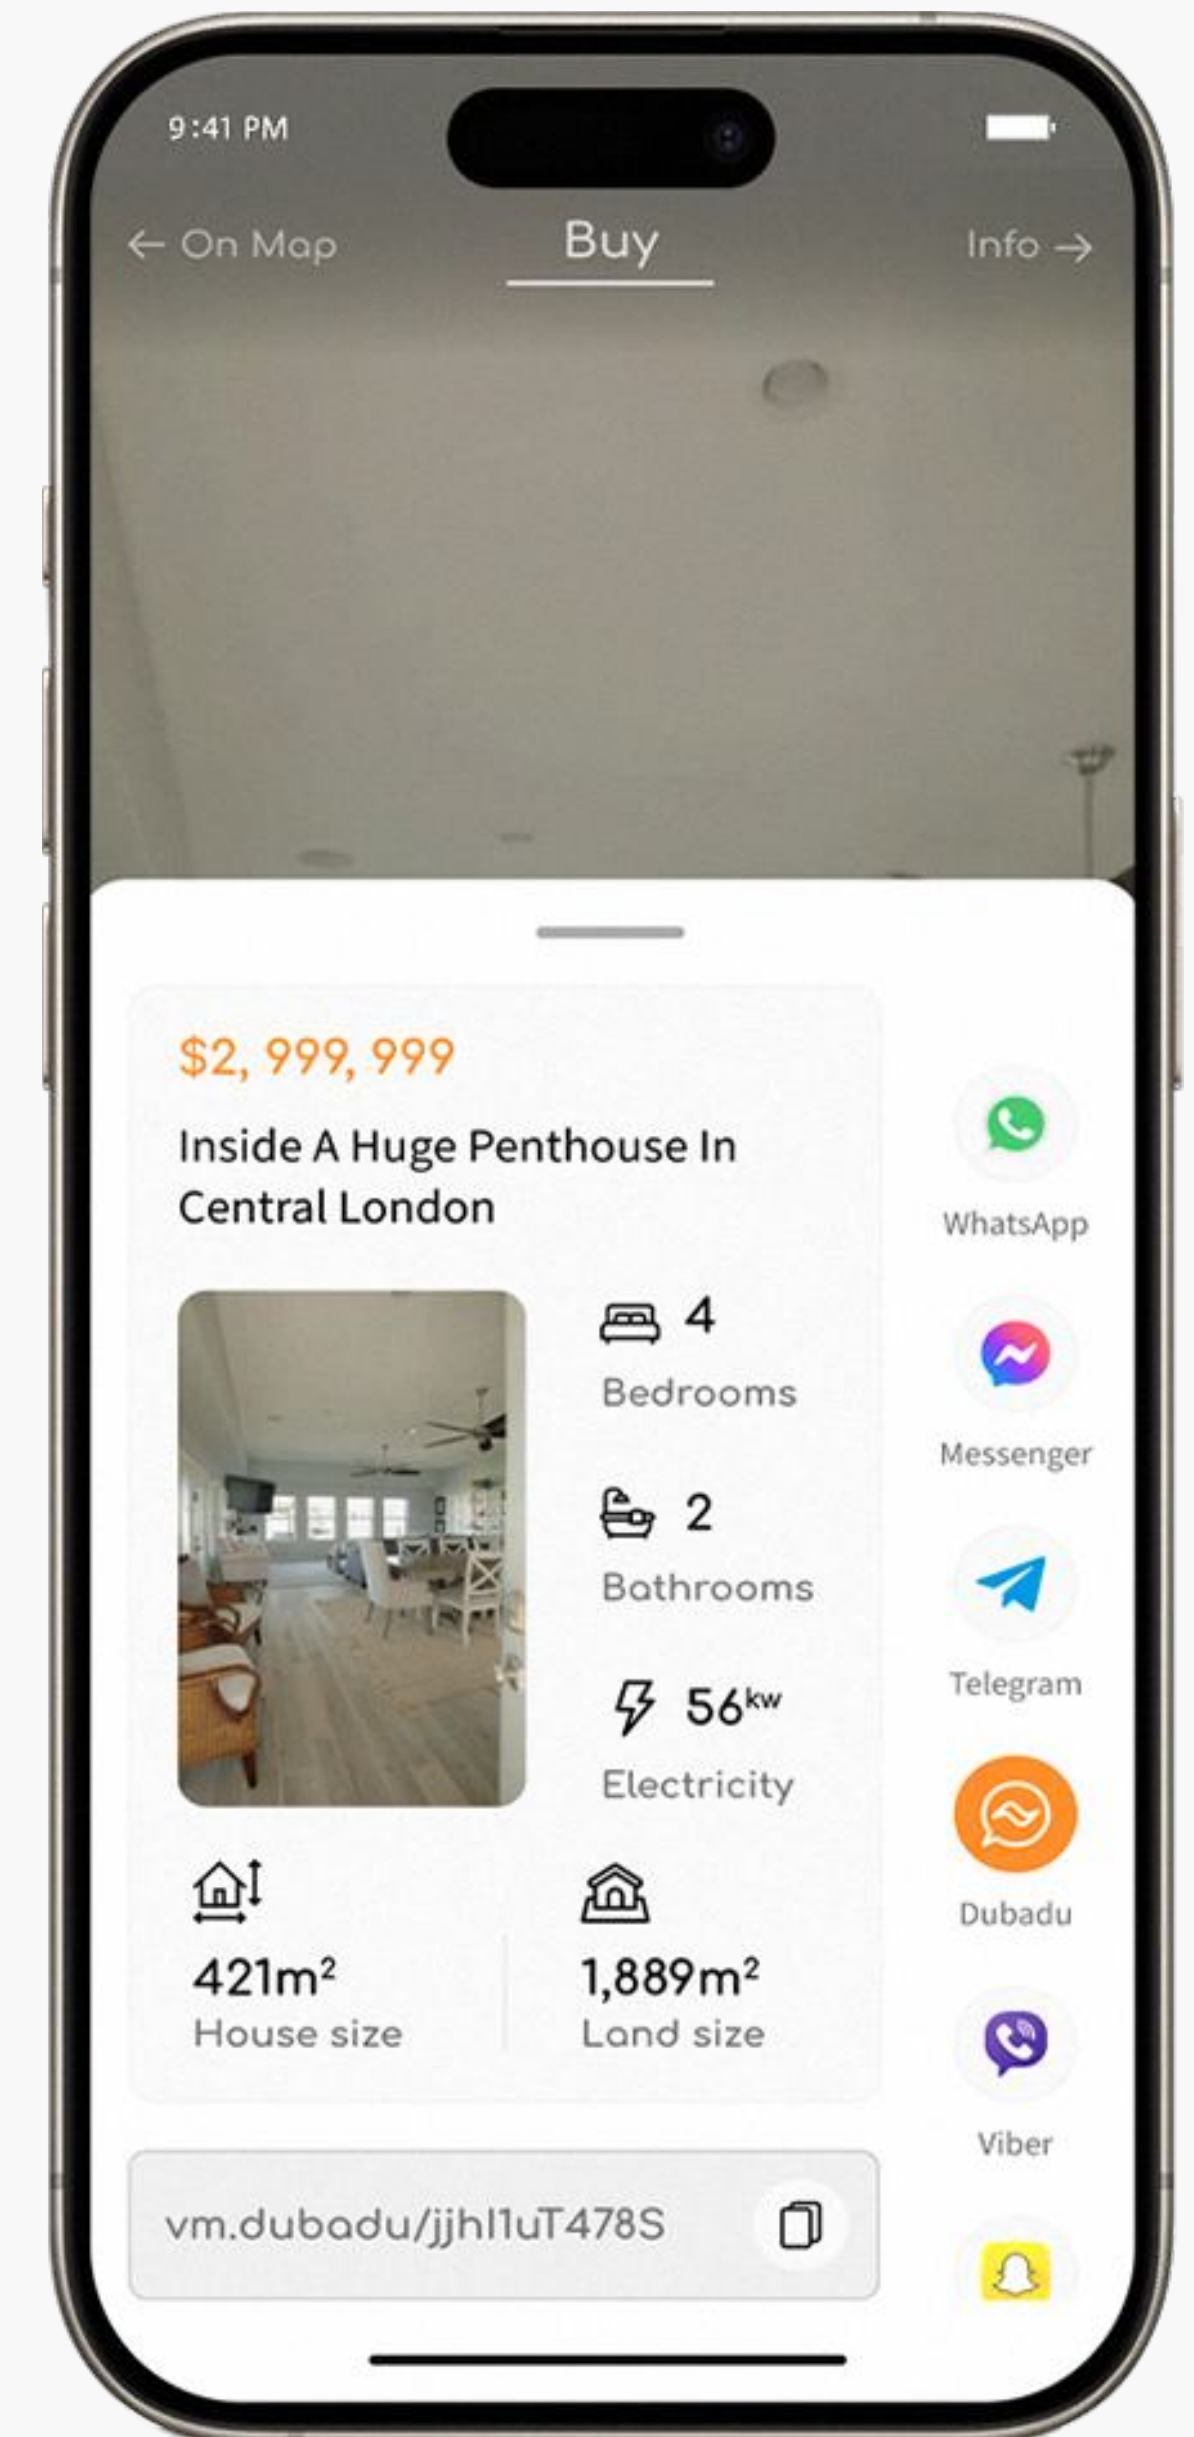 9:41 PM
← On Map
Buy
Info →
$2, 999, 999
Inside A Huge Penthouse In
Central London
4
Bedrooms
2
Bathrooms
56kw
Electricity
421m²
House size
1,889m²
Land size
vm.dubadu/jjhl1uT478S
WhatsApp
Messenger
Telegram
Dubadu
Viber